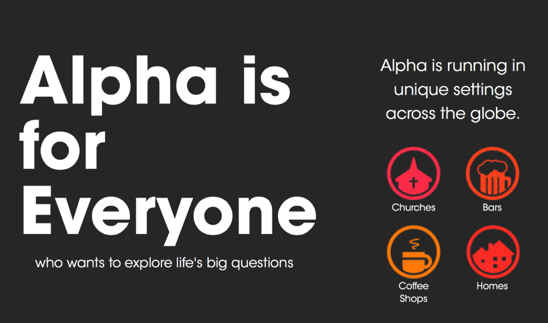 Alpha is
for
Everyone
who wants to explore life's big questions
Alpha is running in
unique settings
across the globe.
Churches
Bars
Coffee
Shops
Homes